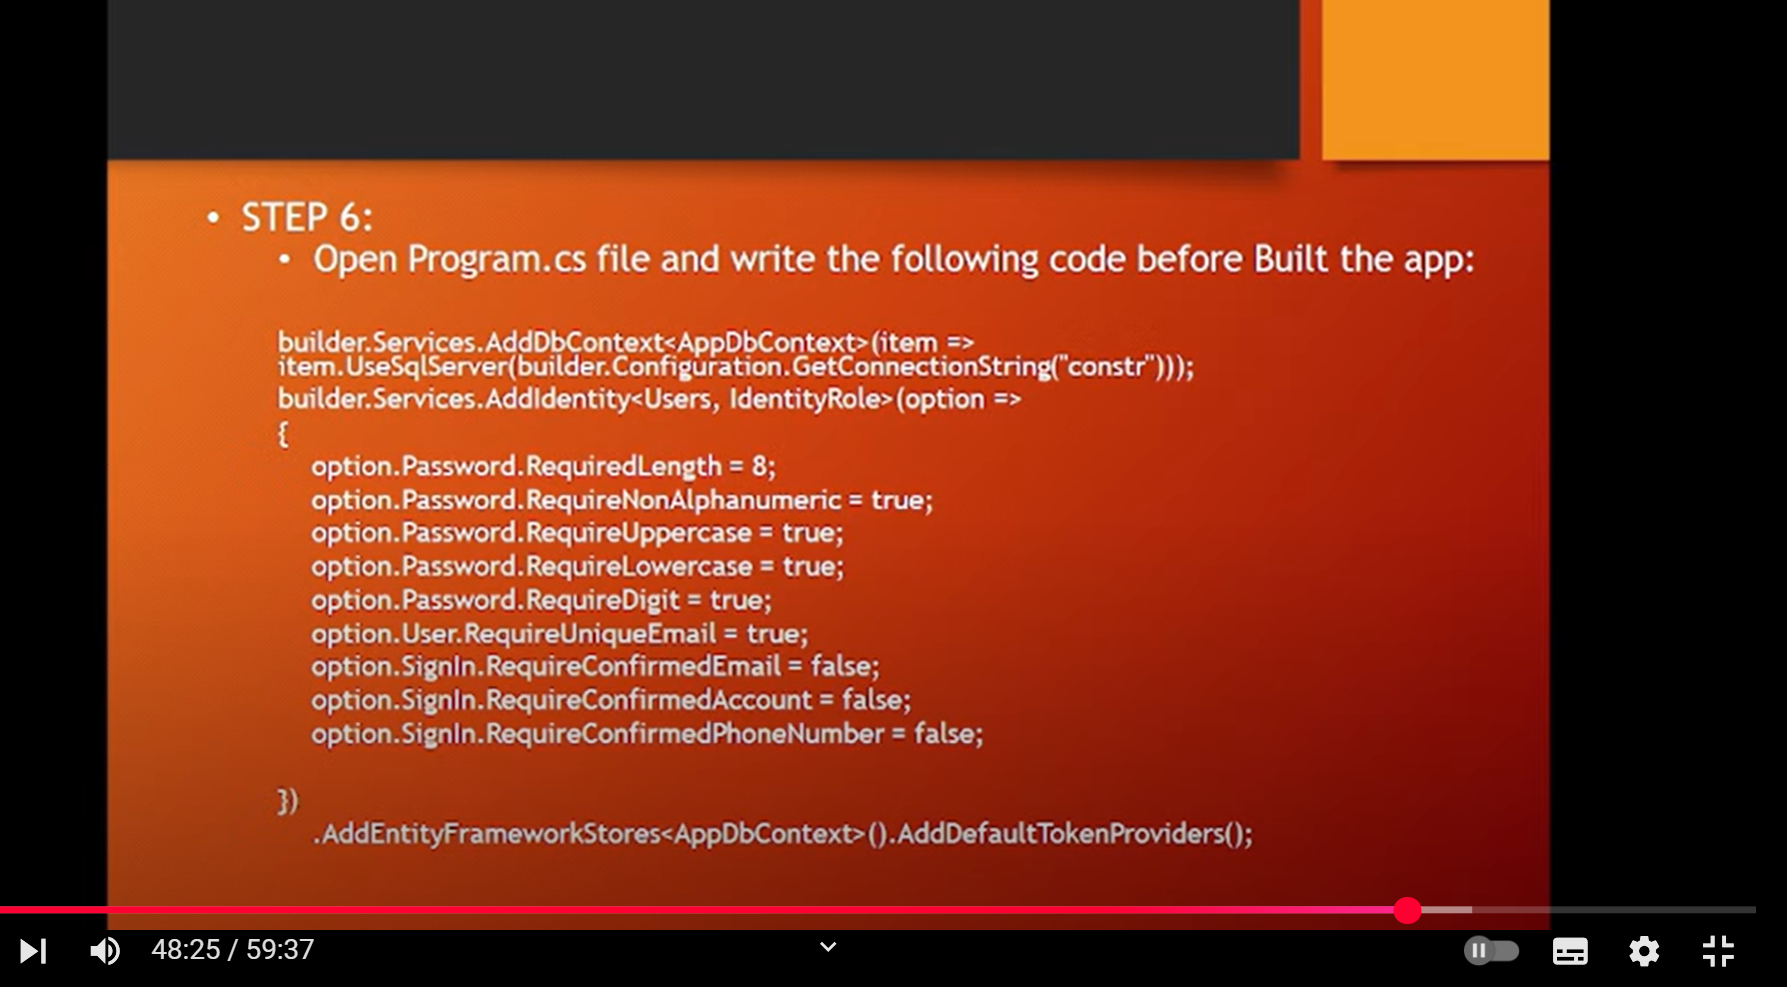 • STEP 6:
• Open Program.cs file and write the following code before Built the app:
builder.Services.AddDbContext<AppDbContext>(item =>
item.UseSqlServer(builder.Configuration.GetConnectionString("constr")));
builder.Services.AddIdentity<Users, IdentityRole>(option =>
{
option.Password.RequiredLength = 8;
option.Password.RequireNonAlphanumeric = true;
option.Password.RequireUppercase = true;
option.Password.RequireLowercase = true;
option.Password.RequireDigit = true;
option.User.RequireUniqueEmail = true;
option.SignIn.RequireConfirmedEmail = false;
option.SignIn.RequireConfirmedAccount = false;
option.SignIn.RequireConfirmedPhoneNumber = false;
})
.AddEntityFrameworkStores<AppDbContext>().AddDefaultTokenProviders();
48:25 / 59:37